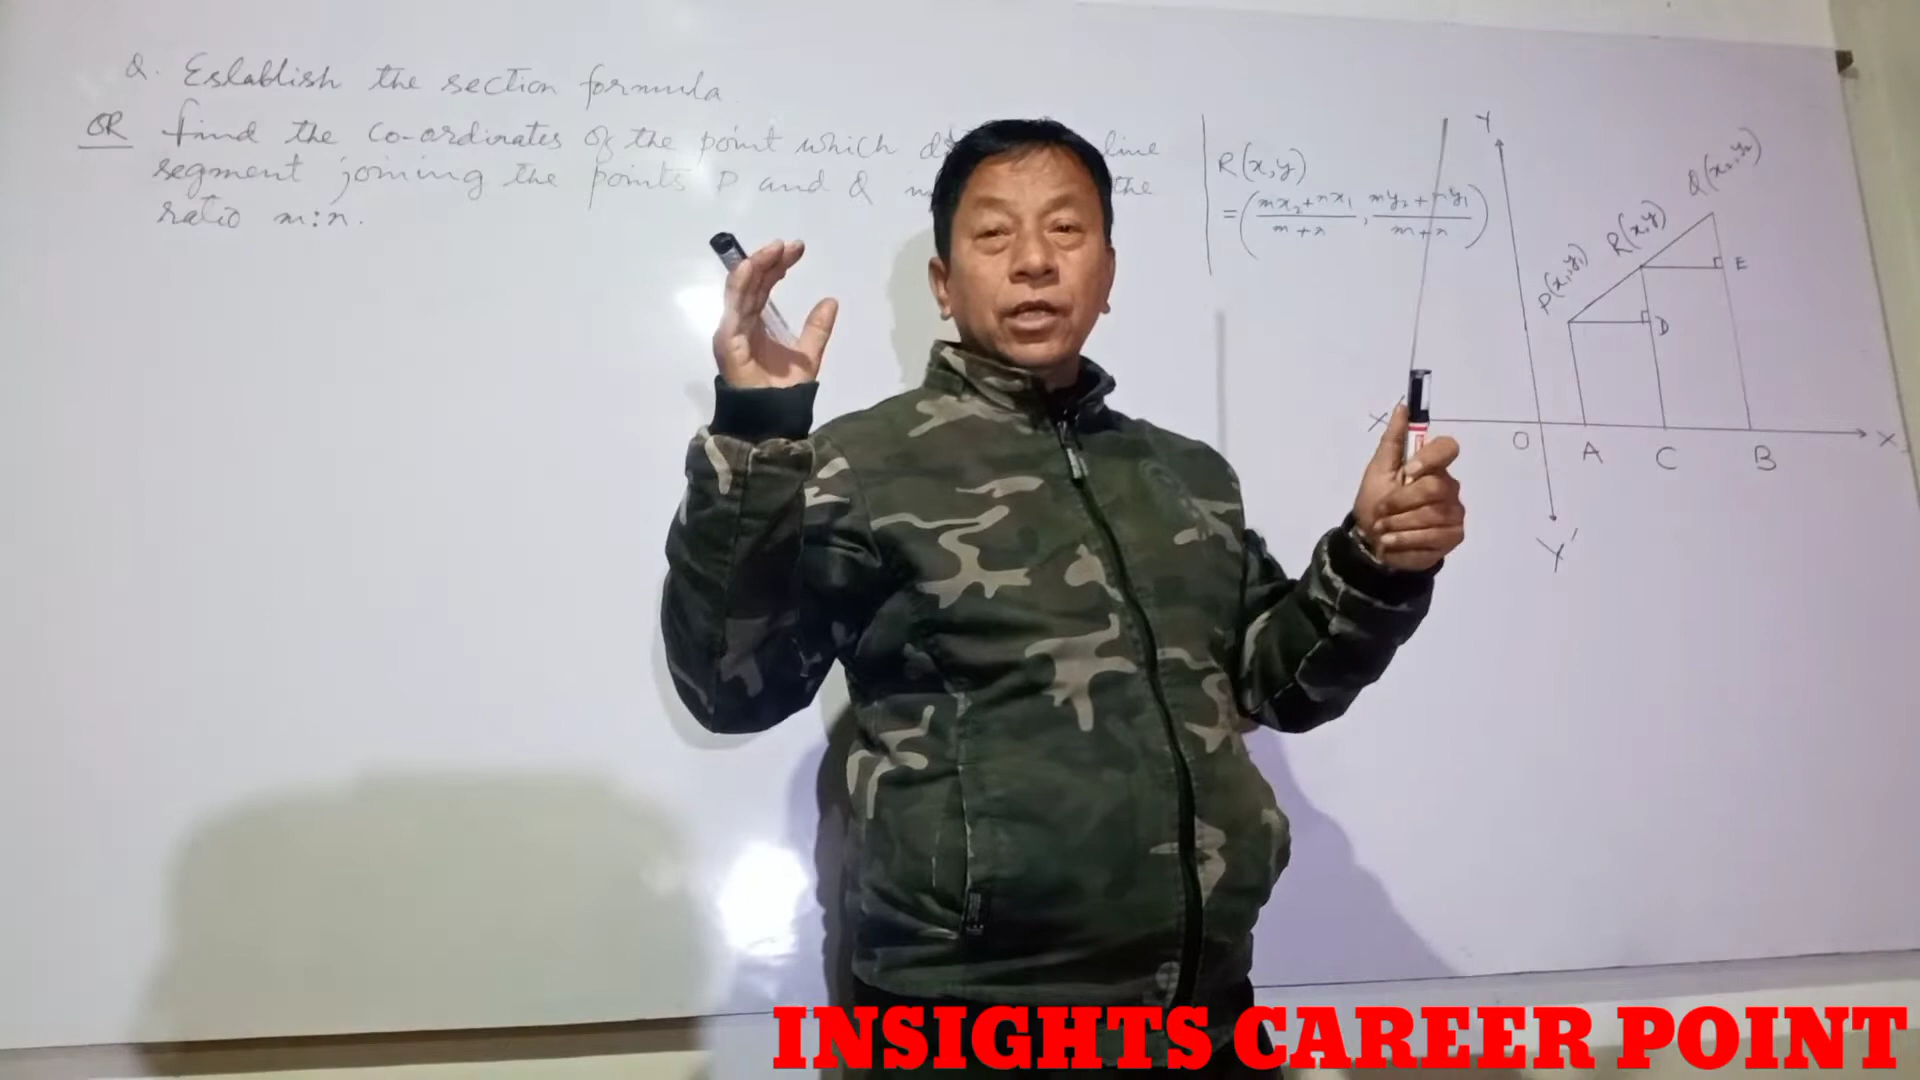 Q. Establish the section formula
OR find the co-ordinates of the point which line
segment joining the points P and Q the
ratio m:n.
R(x,y)
= (mx₂+nx₁/m+n, my₂+ny₁/m+n)
Y
Q(x₂,y₂)
R(x,y)
P(x₁,y₁)
E
D
X'
O
A
C
B
X
Y'
INSIGHTS CAREER POINT